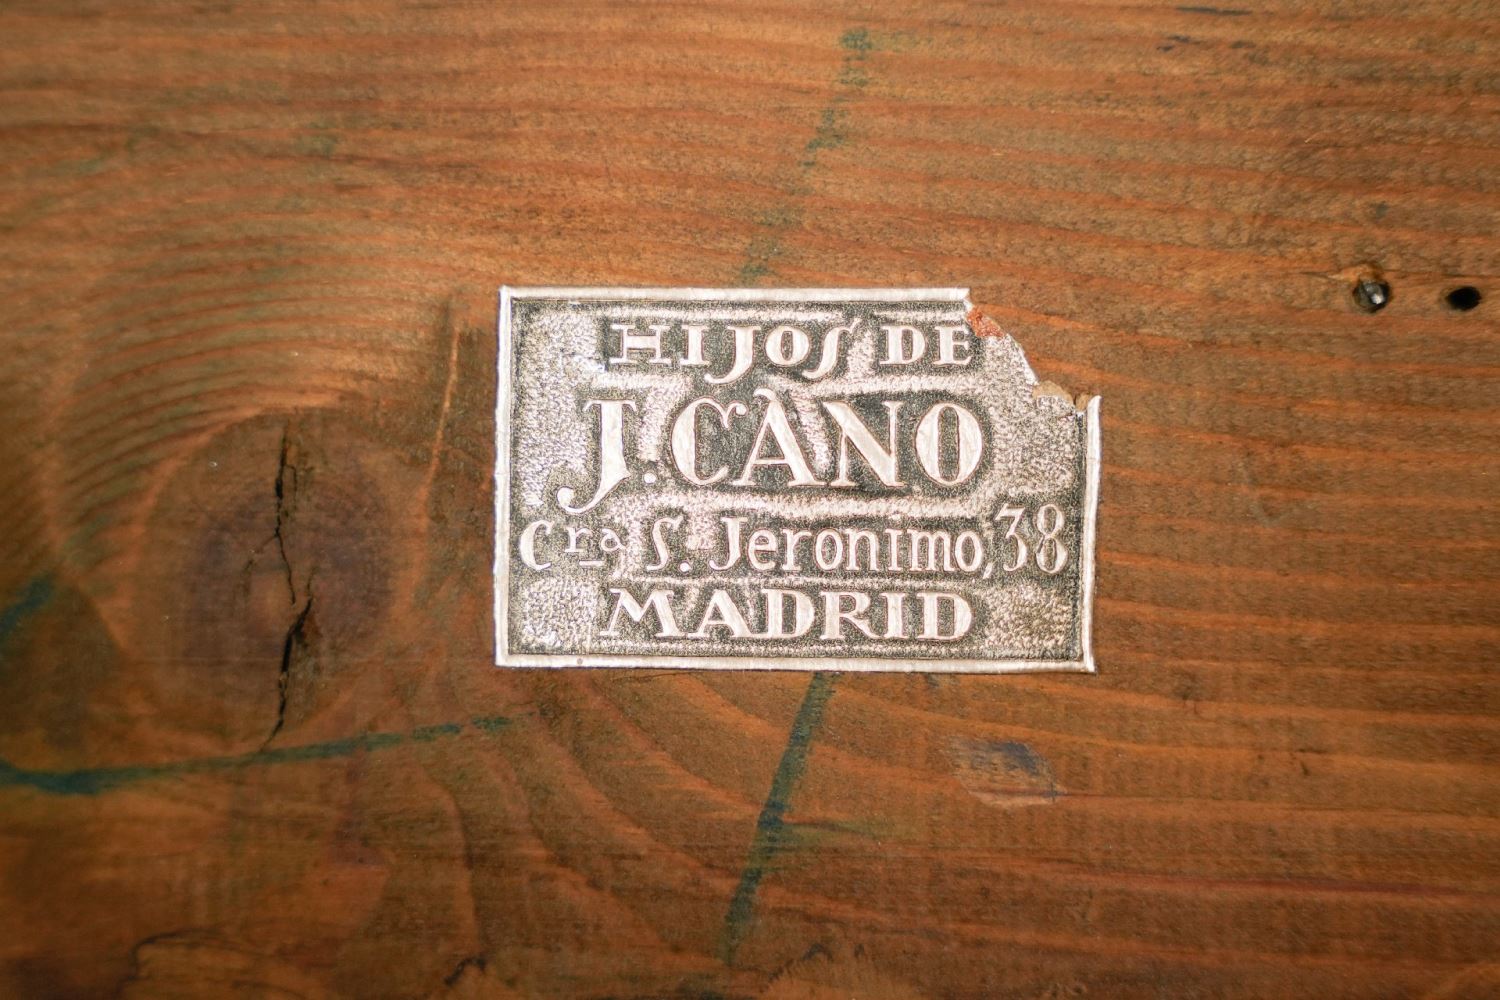 HIJOS DE
J. CANO
Cra S. Jeronimo, 38
MADRID